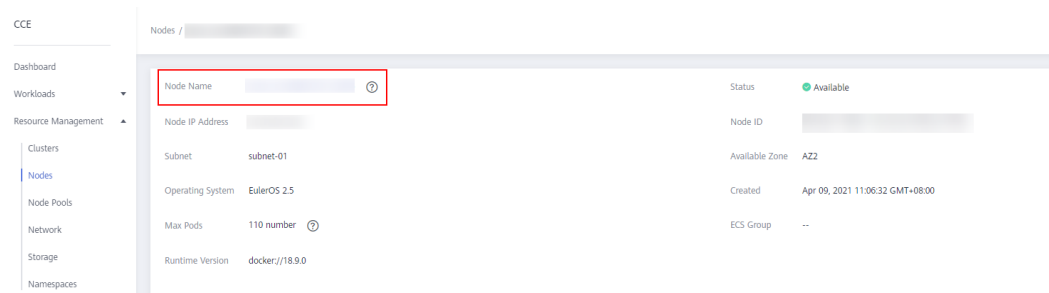 CCE
Nodes /
Dashboard
Workloads
Resource Management
Clusters
Nodes
Node Pools
Network
Storage
Namespaces
Node Name ?
Status Available
Node IP Address
Node ID
Subnet subnet-01
Available Zone AZ2
Operating System EulerOS 2.5
Created Apr 09, 2021 11:06:32 GMT+08:00
Max Pods 110 number ?
ECS Group --
Runtime Version docker://18.9.0